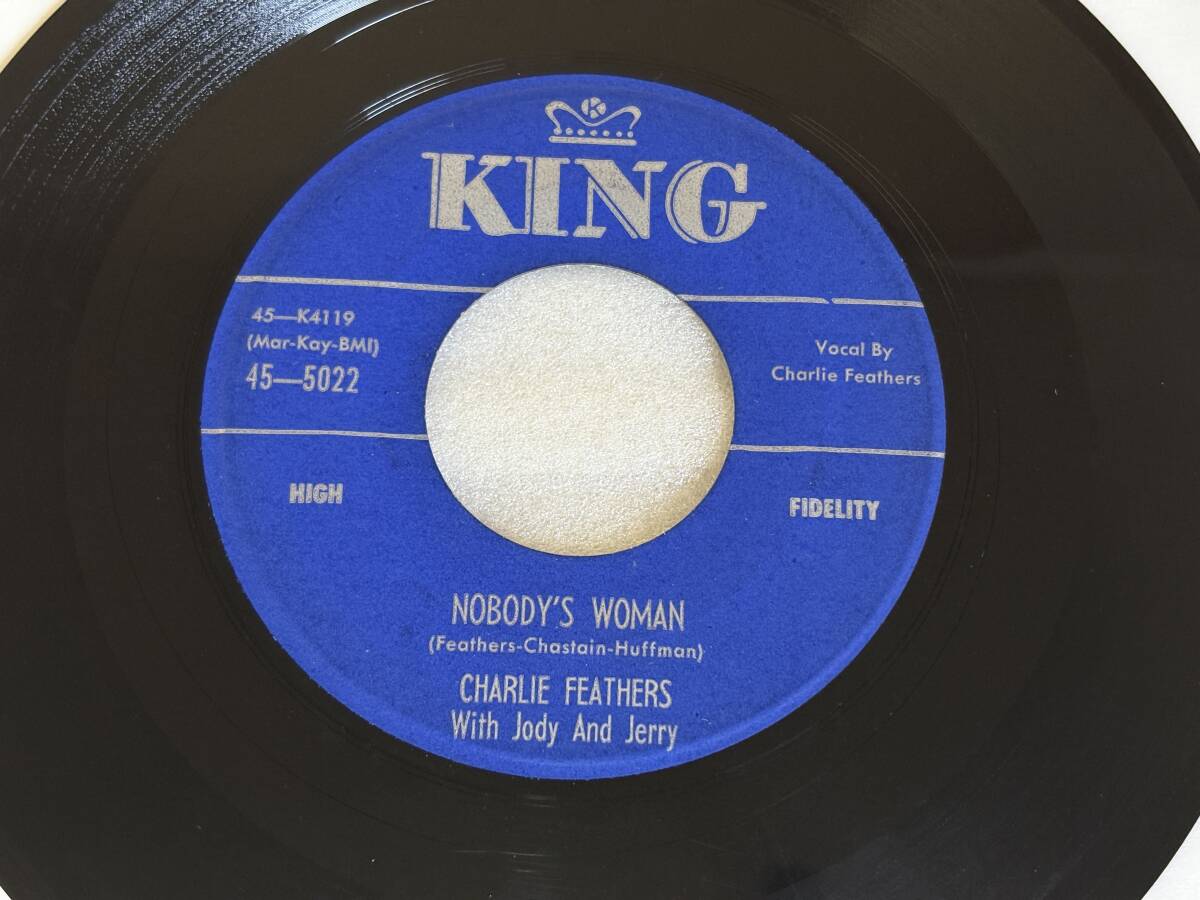 K
KING
45—K4119
(Mar-Kay-BMI)
45—5022
Vocal By
Charlie Feathers
HIGH
FIDELITY
NOBODY'S WOMAN
(Feathers-Chastain-Huffman)
CHARLIE FEATHERS
With Jody And Jerry